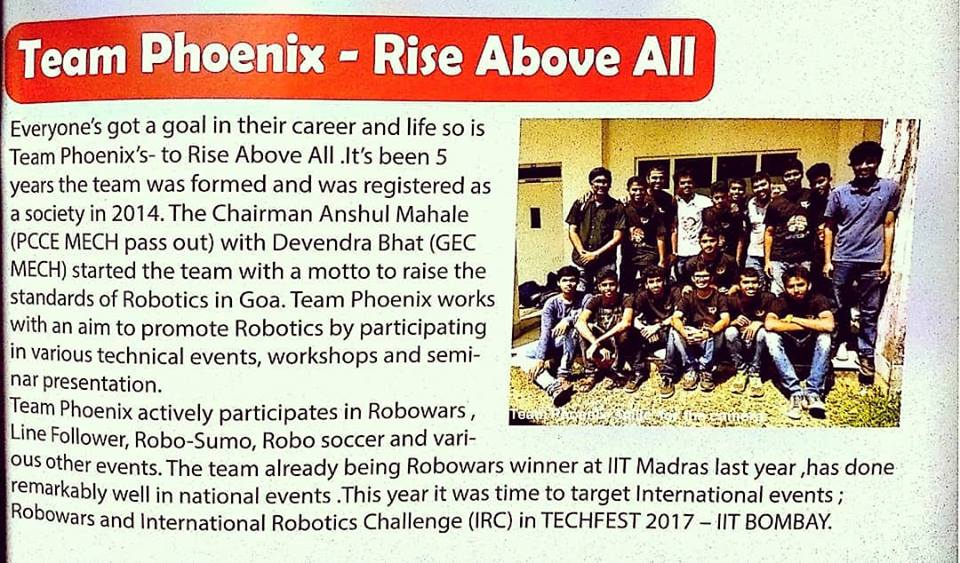 Team Phoenix - Rise Above All
Everyone's got a goal in their career and life so is
Team Phoenix's- to Rise Above All .It's been 5
years the team was formed and was registered as
a society in 2014. The Chairman Anshul Mahale
(PCCE MECH pass out) with Devendra Bhat (GEC
MECH) started the team with a motto to raise the
standards of Robotics in Goa. Team Phoenix works
with an aim to promote Robotics by participating
in various technical events, workshops and semi-
nar presentation.
Team Phoenix actively participates in Robowars ,
Line Follower, Robo-Sumo, Robo soccer and vari-
ous other events. The team already being Robowars winner at IIT Madras last year ,has done
remarkably well in national events .This year it was time to target International events ;
Robowars and International Robotics Challenge (IRC) in TECHFEST 2017 – IIT BOMBAY.
Team Phoenix for the camera